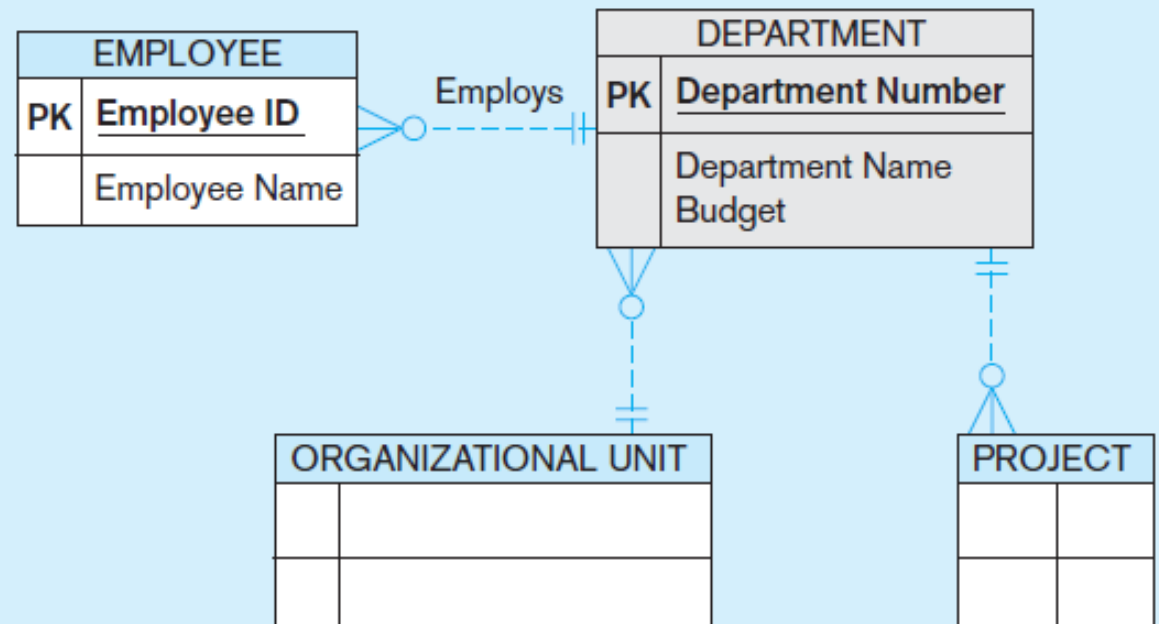 EMPLOYEE
PK Employee ID
Employee Name
Employs
DEPARTMENT
PK Department Number
Department Name
Budget
ORGANIZATIONAL UNIT
PROJECT